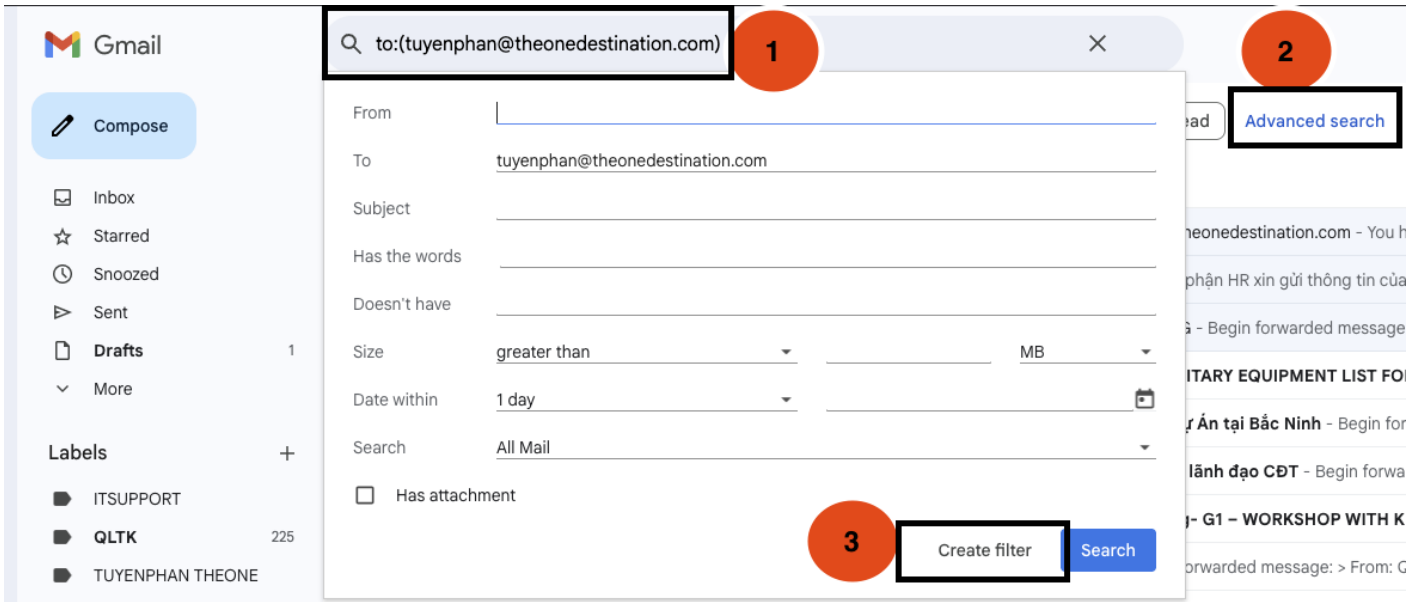 Gmail
to:(tuyenphan@theonedestination.com)
1
2
Compose
From
Advanced search
To
tuyenphan@theonedestination.com
Inbox
Subject
Starred
heonedestination.com - You h
Has the words
Snoozed
phận HR xin gửi thông tin của
Doesn't have
Sent
- Begin forwarded message
Drafts
1
Size
greater than
MB
More
ITARY EQUIPMENT LIST FO
Date within
1 day
ự Án tại Bắc Ninh - Begin for
Labels
Search
All Mail
lãnh đạo CĐT - Begin forwa
ITSUPPORT
Has attachment
- G1 – WORKSHOP WITH K
QLTK
225
3
Create filter
Search
orwarded message: > From: Q
TUYENPHAN THEONE